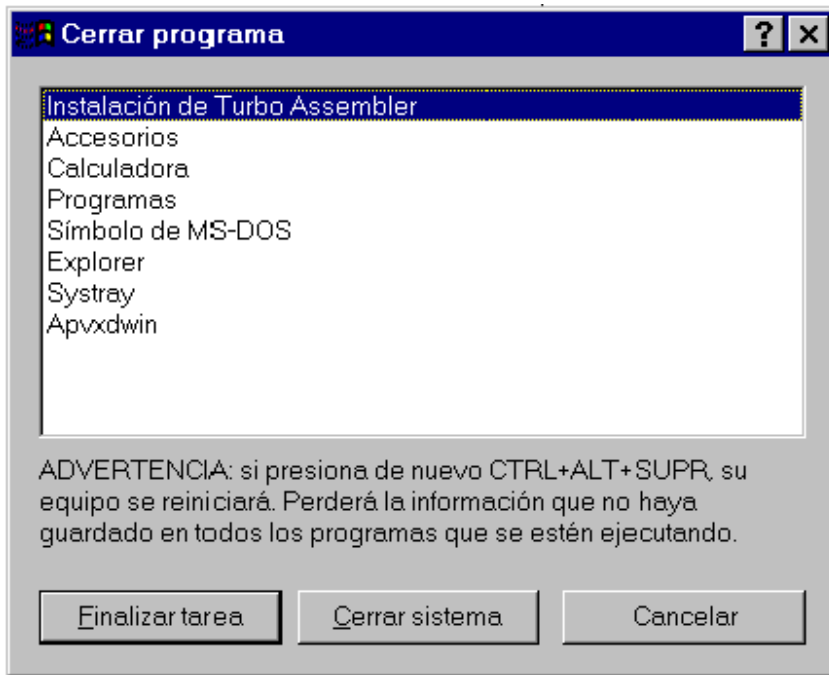 Cerrar programa
Instalación de Turbo Assembler
Accesorios
Calculadora
Programas
Símbolo de MS-DOS
Explorer
Systray
Apvxdwin
ADVERTENCIA: si presiona de nuevo CTRL+ALT+SUPR, su
equipo se reiniciará. Perderá la información que no haya
guardado en todos los programas que se estén ejecutando.
Finalizar tarea Cerrar sistema Cancelar